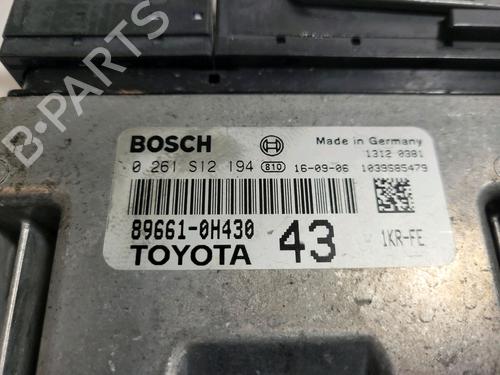 BOSCH
Made in Germany
0 261 S12 194 810 16-09-06
1312 0381
1039S85479
89661-0H430
TOYOTA 43
1KR-FE
B-PARTS